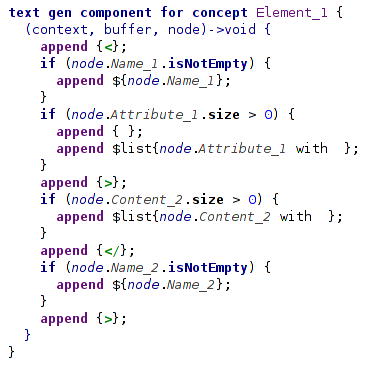 text gen component for concept Element_1 {
  (context, buffer, node)->void {
    append {<};
    if (node.Name_1.isNotEmpty) {
      append ${node.Name_1};
    }
    if (node.Attribute_1.size > 0) {
      append { };
      append $list{node.Attribute_1 with  };
    }
    append {>};
    if (node.Content_2.size > 0) {
      append $list{node.Content_2 with  };
    }
    append {</};
    if (node.Name_2.isNotEmpty) {
      append ${node.Name_2};
    }
    append {>};
  }
}